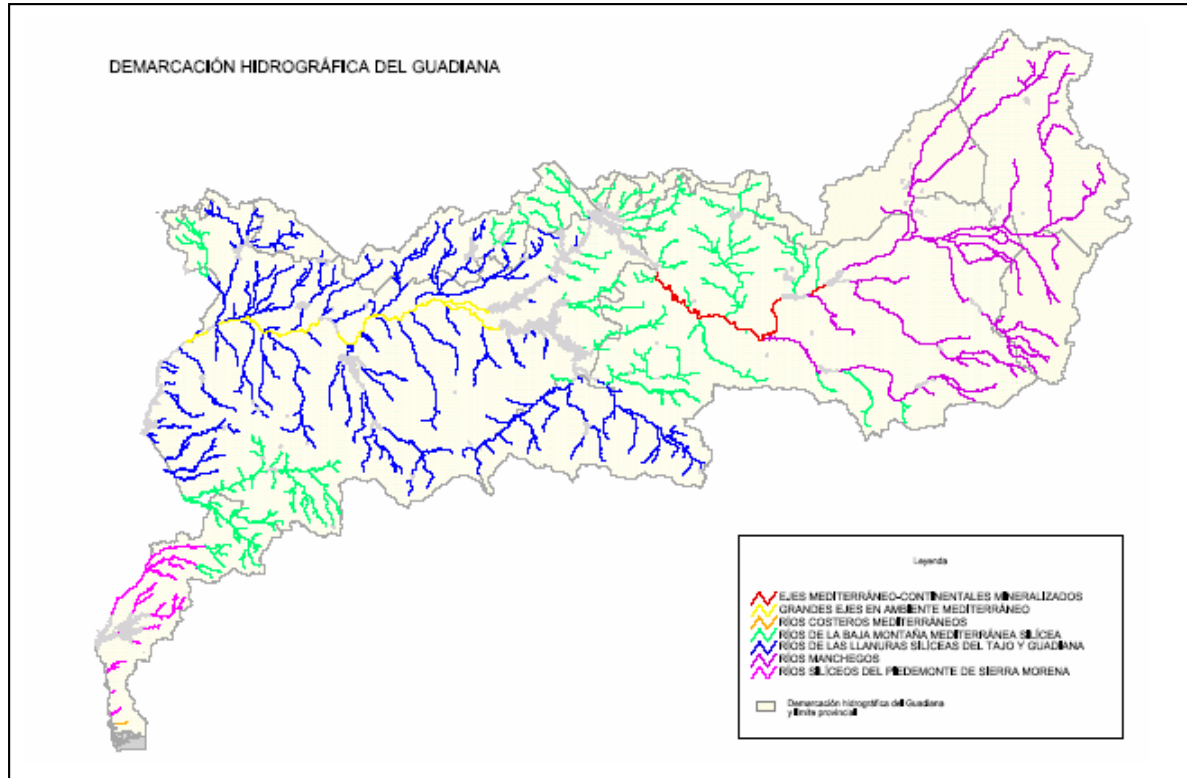 DEMARCACIÓN HIDROGRÁFICA DEL GUADIANA
Leyenda
EJES MEDITERRÁNEO-CONTINENTALES MINERALIZADOS
GRANDES EJES EN AMBIENTE MEDITERRÁNEO
RÍOS COSTEROS MEDITERRÁNEOS
RÍOS DE LA BAJA MONTAÑA MEDITERRÁNEA SILÍCEA
RÍOS DE LAS LLANURAS SILÍCEAS DEL TAJO Y GUADIANA
RÍOS MANCHEGOS
RÍOS SILÍCEOS DEL PIEDEMONTE DE SIERRA MORENA
Demarcación hidrográfica del Guadiana
y límite provincial